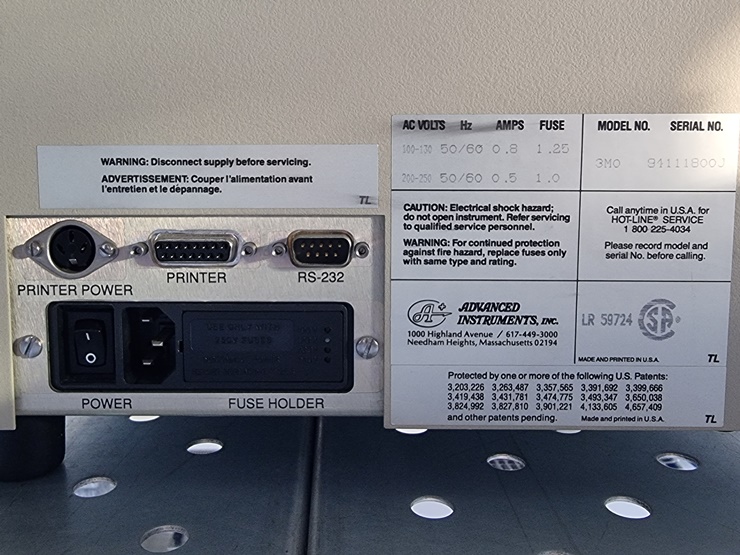 WARNING: Disconnect supply before servicing.
ADVERTISSEMENT: Couper l'alimentation avant
l'entretien et le dépannage.
TL
PRINTER POWER
PRINTER
RS-232
POWER
FUSE HOLDER
AC VOLTS Hz AMPS FUSE
100-130 50/60 0.8 1.25
200-250 50/60 0.5 1.0
MODEL NO. SERIAL NO.
3MO 94111800J
CAUTION: Electrical shock hazard;
do not open instrument. Refer servicing
to qualified service personnel.
WARNING: For continued protection
against fire hazard, replace fuses only
with same type and rating.
Call anytime in U.S.A. for
HOT-LINE® SERVICE
1 800 225-4034
Please record model and
serial No. before calling.
ADVANCED
INSTRUMENTS, INC.
1000 Highland Avenue / 617-449-3000
Needham Heights, Massachusetts 02194
LR 59724
MADE AND PRINTED IN U.S.A. TL
Protected by one or more of the following U.S. Patents:
3,203,226 3,263,487 3,357,565 3,391,692 3,399,666
3,419,438 3,431,781 3,474,775 3,493,347 3,650,038
3,824,992 3,827,810 3,901,221 4,133,605 4,657,409
and other patents pending. Made and printed in U.S.A. TL